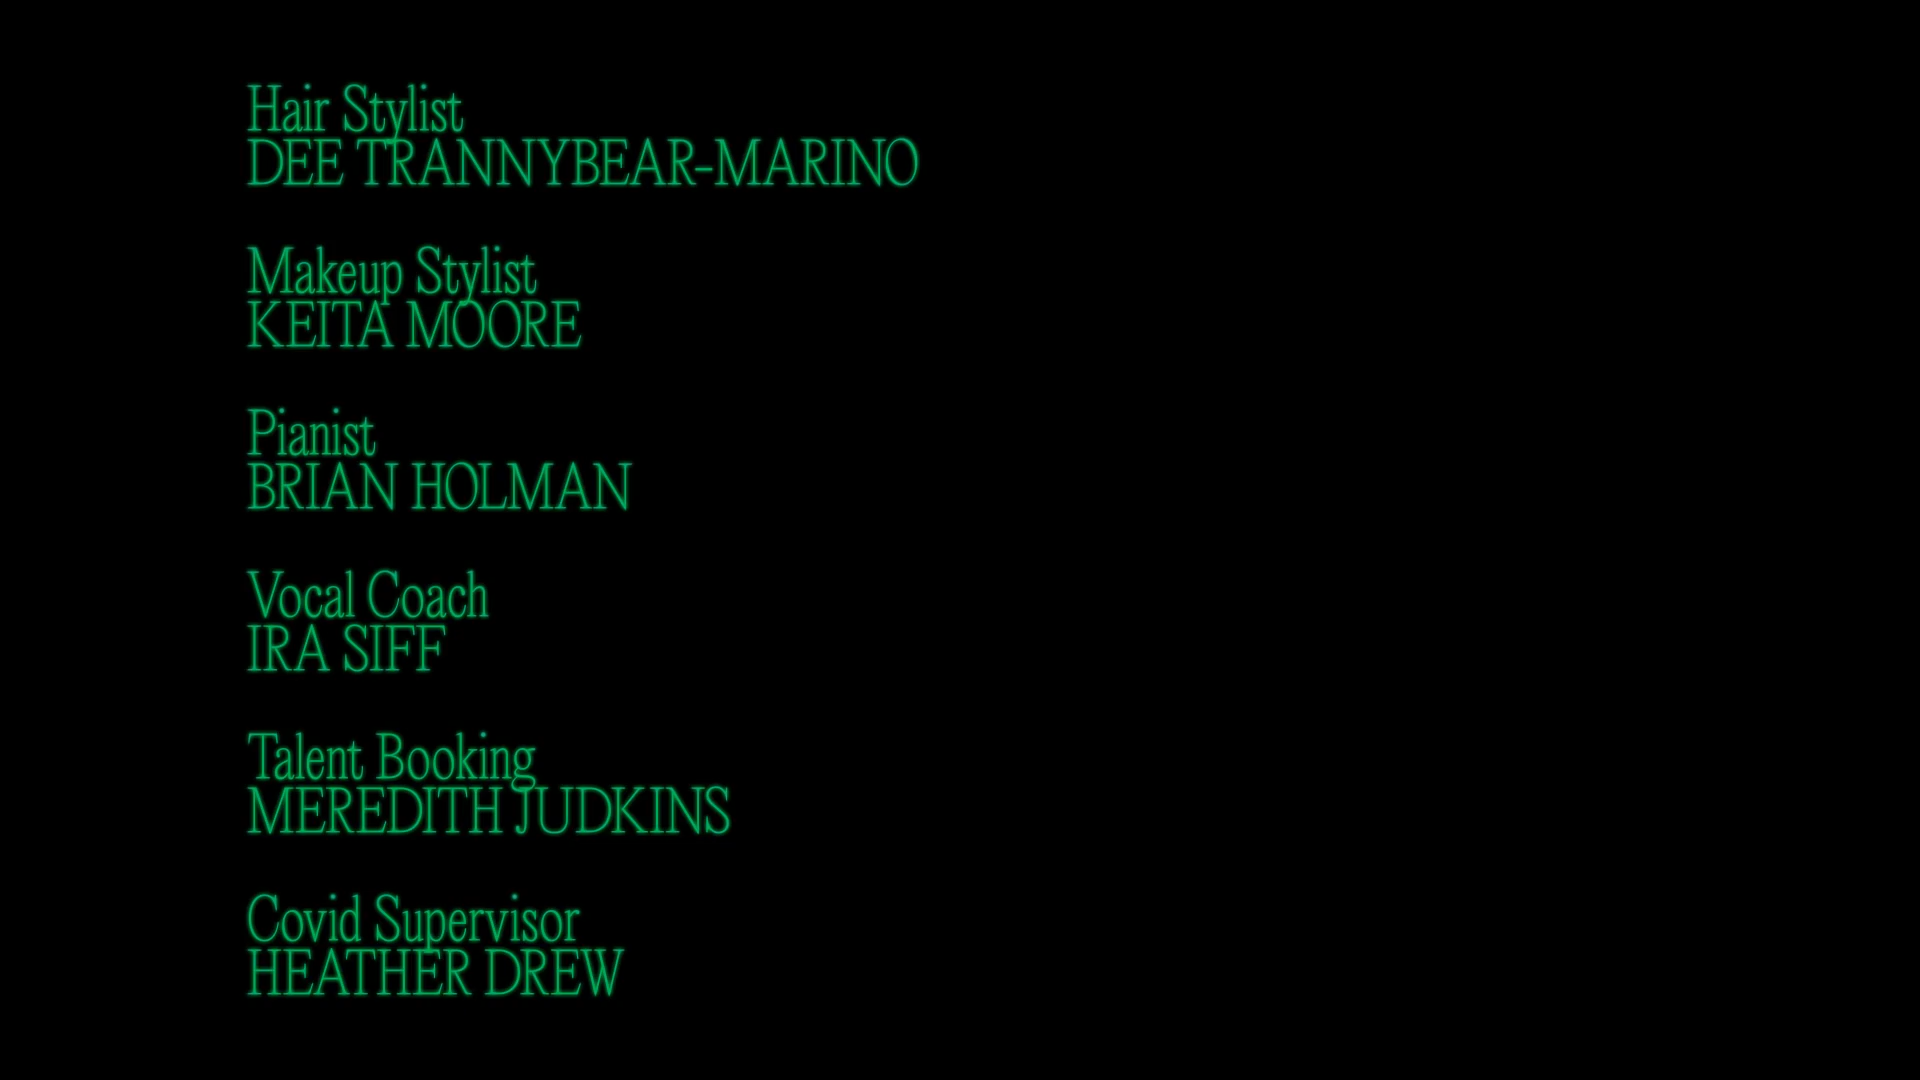 Hair Stylist
DEE TRANNYBEAR-MARINO
Makeup Stylist
KEITA MOORE
Pianist
BRIAN HOLMAN
Vocal Coach
IRA SIFF
Talent Booking
MEREDITH JUDKINS
Covid Supervisor
HEATHER DREW